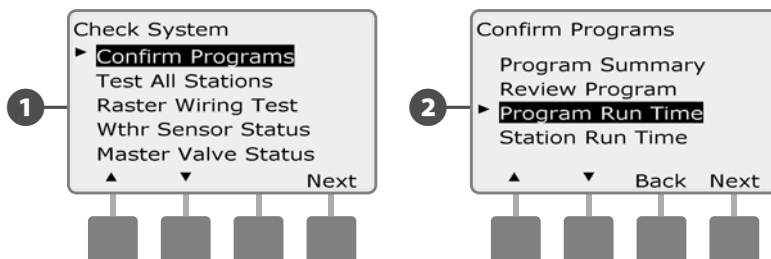 Check System
► Confirm Programs
Test All Stations
Raster Wiring Test
Wthr Sensor Status
Master Valve Status
▲ ▼ Next
1
Confirm Programs
Program Summary
Review Program
► Program Run Time
Station Run Time
▲ ▼ Back Next
2